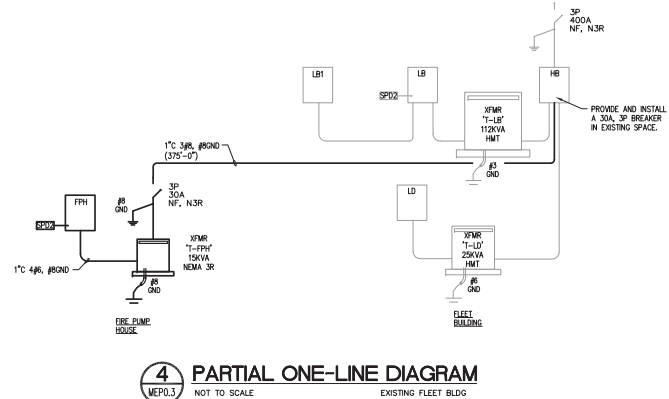 3P
400A
NF, N3R
LB1
LB
HB
SPD2
XFMR
'T-LB'
112KVA
HMT
PROVIDE AND INSTALL
A 30A, 3P BREAKER
IN EXISTING SPACE.
1"C 3#8, #8GND
(375'-0")
#3
GND
3P
30A
NF, N3R
#8
GND
FPH
LD
SPD2
XFMR
'T-FPH'
15KVA
NEMA 3R
XFMR
'T-LD'
25KVA
HMT
1"C 4#6, #8GND
#8
GND
#6
GND
FIRE PUMP
HOUSE
FLEET
BUILDING
4
MEP0.3
PARTIAL ONE-LINE DIAGRAM
NOT TO SCALE
EXISTING FLEET BLDG